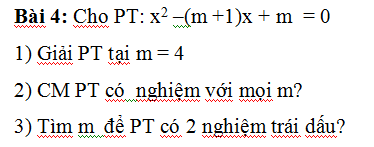 Bài 4: Cho PT: x² –(m +1)x + m = 0
1) Giải PT tại m = 4
2) CM PT có nghiệm với mọi m?
3) Tìm m để PT có 2 nghiệm trái dấu?